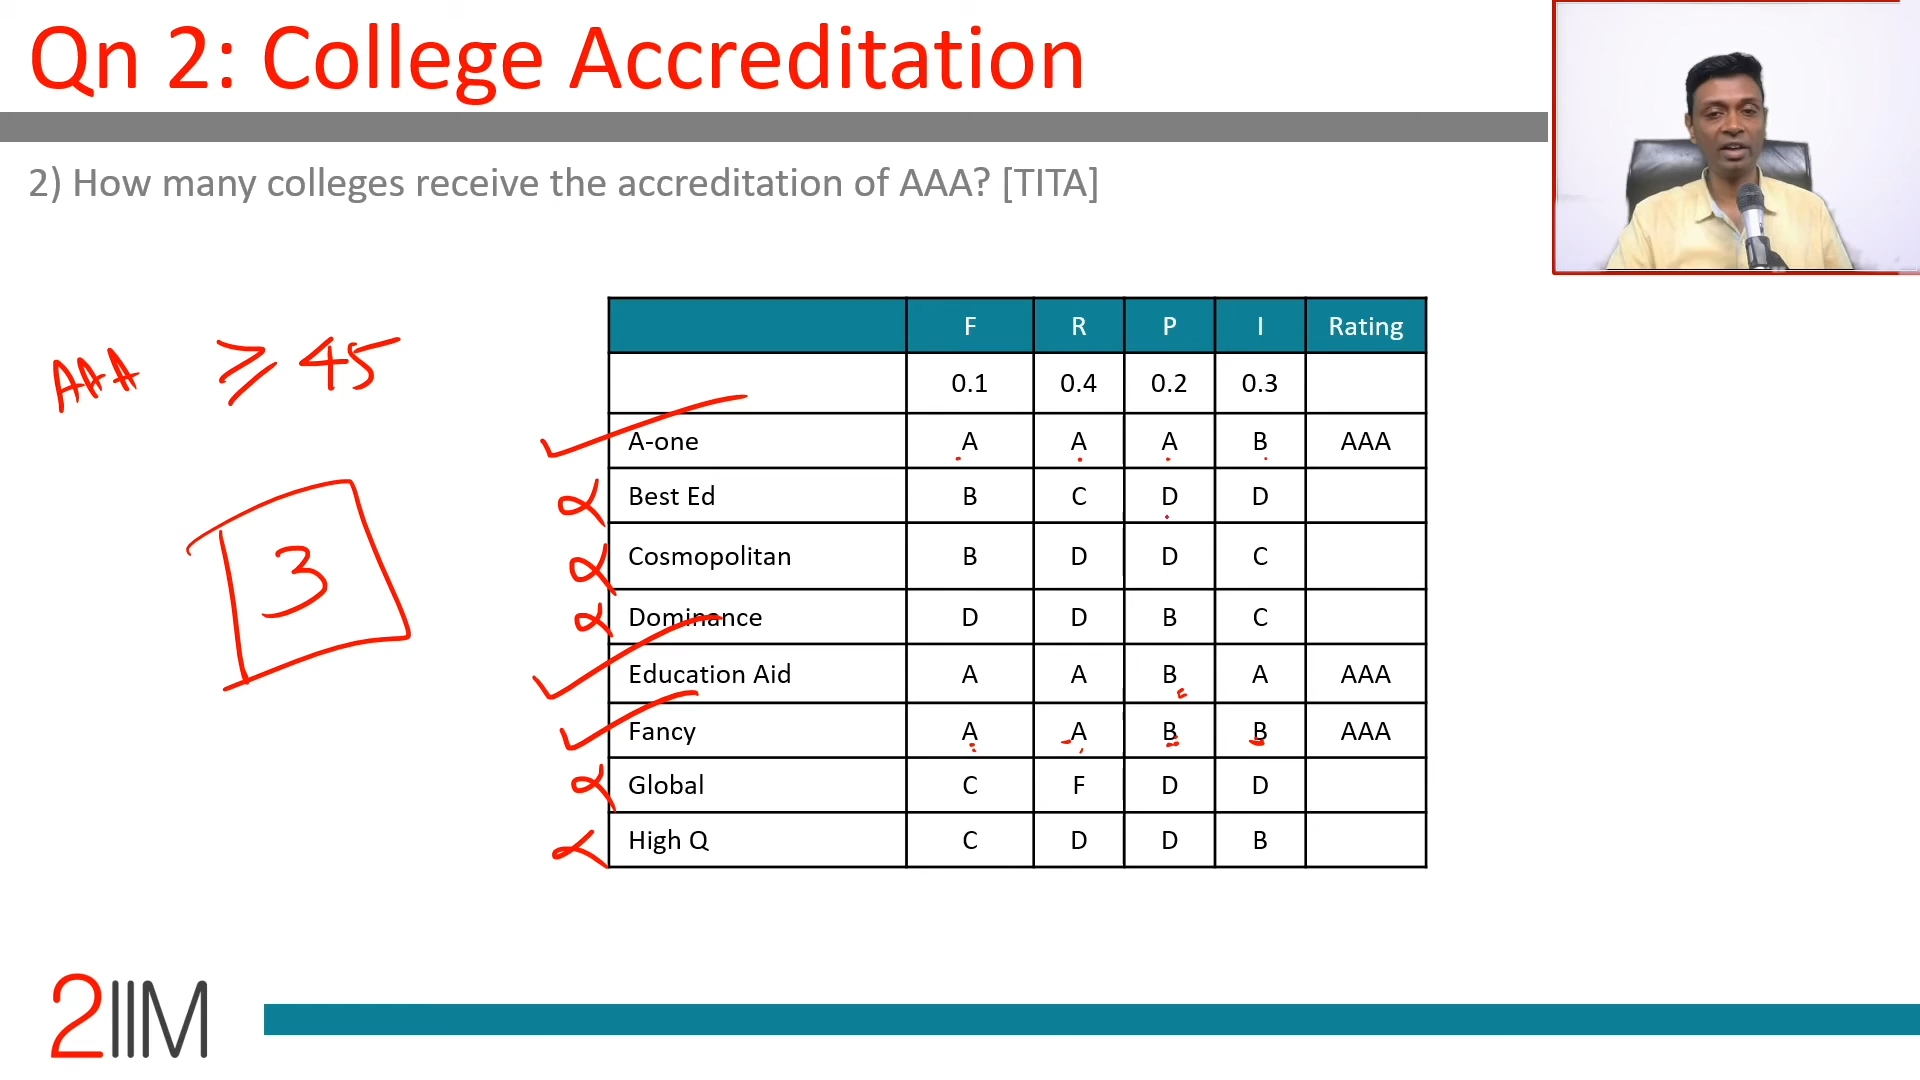 Qn 2: College Accreditation
2) How many colleges receive the accreditation of AAA? [TITA]
AAA ≥ 45
3
F R P I Rating
0.1 0.4 0.2 0.3
A-one A A A B AAA
Best Ed B C D D
Cosmopolitan B D D C
Dominance D D B C
Education Aid A A B A AAA
Fancy A A B B AAA
Global C F D D
High Q C D D B
2IIM